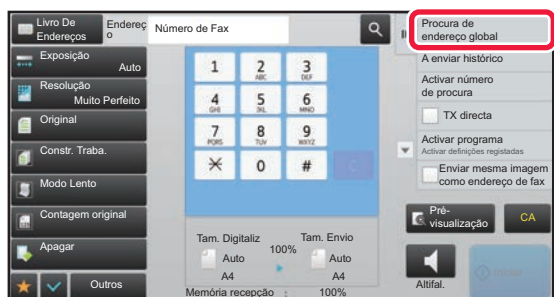 Livro De
Endereços
Endereç
o
Número de Fax
Procura de
endereço global
Exposição
Auto
Resolução
Muito Perfeito
Original
Constr. Traba.
Modo Lento
Contagem original
Apagar
Outros
1
2
ABC
3
DEF
4
GHI
5
JKL
6
MNO
7
PQRS
8
TUV
9
WXYZ
0
#
C
Tam. Digitaliz
100%
Tam. Envio
Auto
A4
Auto
A4
Memória recepção : 100%
A enviar histórico
Activar número
de procura
TX directa
Activar programa
Activar definições registadas
Enviar mesma imagem
como endereço de fax
Pré-
visualização
CA
Altifal.